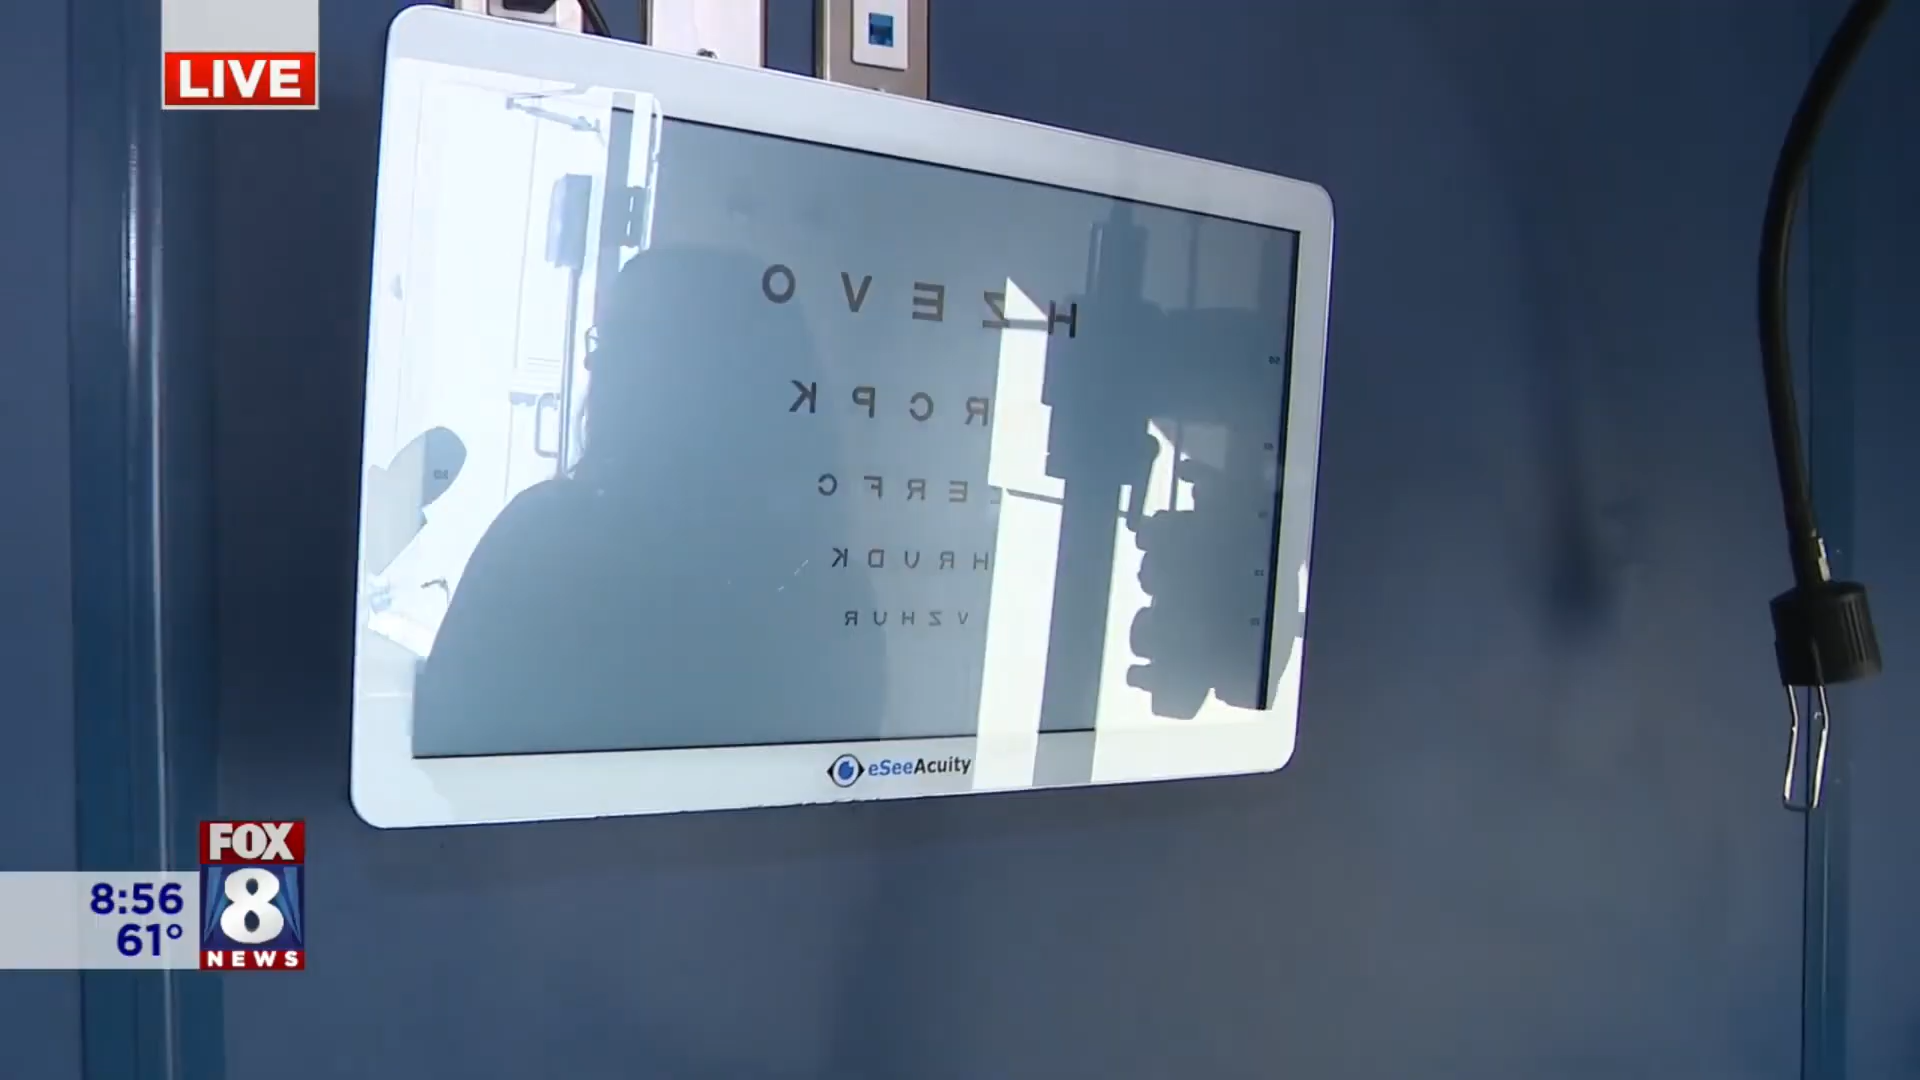 LIVE
H Z E V O
R C P K
E R F C
H R V D K
V Z H U R
eSeeAcuity
FOX
8
NEWS
8:56
61°